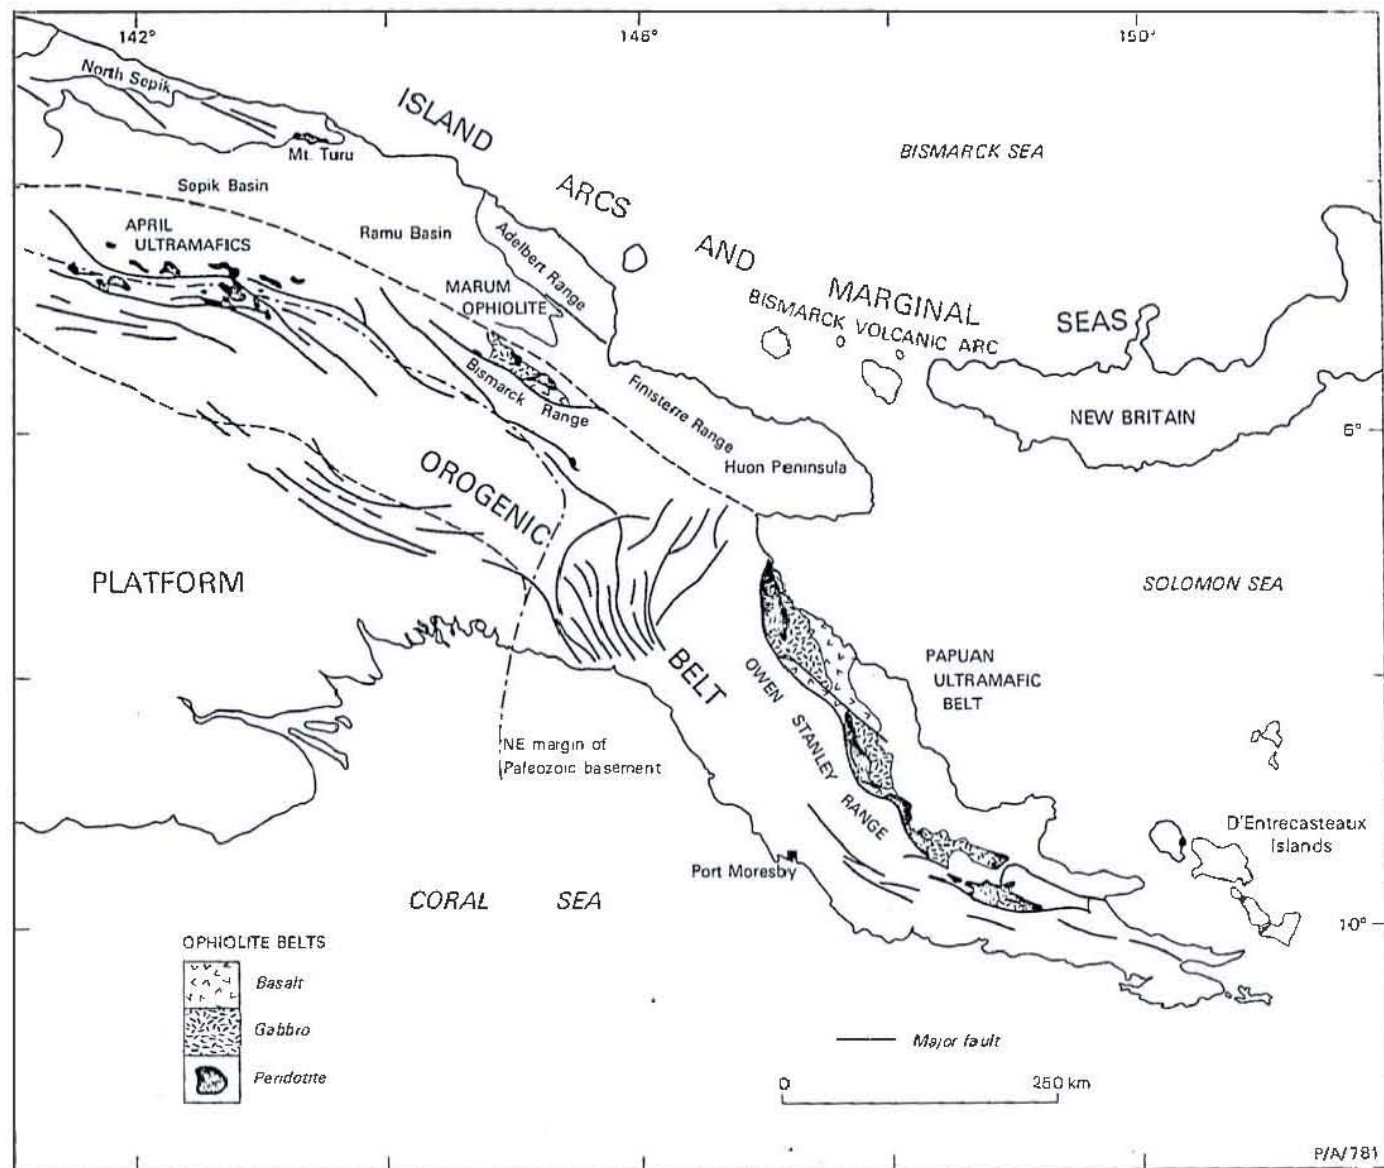 142°
146°
150°
North Sepik
ISLAND
ARCS
AND
MARGINAL
SEAS
BISMARCK SEA
Mt. Turu
Sepik Basin
Ramu Basin
Adelbert Range
APRIL
ULTRAMAFICS
MARUM
OPHIOLITE
BISMARCK VOLCANIC ARC
NEW BRITAIN
6°
Bismarck Range
Finisterre Range
Huon Peninsula
OROGENIC
BELT
PLATFORM
SOLOMON SEA
PAPUAN
ULTRAMAFIC
BELT
OWEN STANLEY RANGE
NE margin of
Paleozoic basement
D'Entrecasteaux
Islands
Port Moresby
CORAL SEA
10°
OPHIOLITE BELTS
Basalt
Gabbro
Peridotite
Major fault
0 250 km
P/A/781